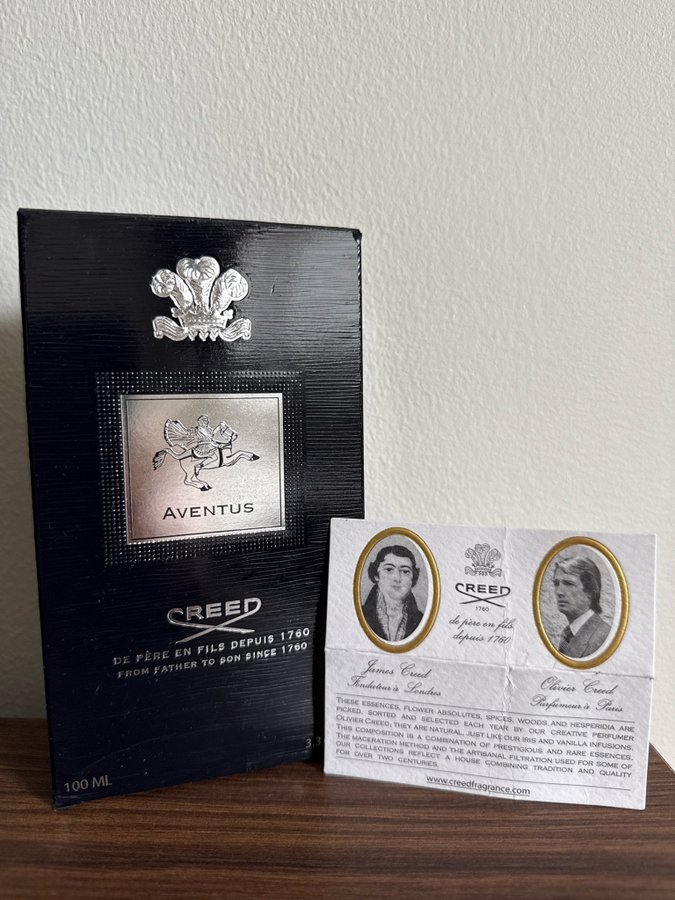 AVENTUS
CREED
DE PÈRE EN FILS DEPUIS 1760
FROM FATHER TO SON SINCE 1760
3.3
100 ML
CREED
1760
de père en fils
depuis 1760
James Creed
Fondateur à Londres
Olivier Creed
Parfumeur à Paris
THESE ESSENCES, FLOWER ABSOLUTES, SPICES, WOODS, AND HESPERIDIA ARE
PICKED, SORTED AND SELECTED EACH YEAR BY OUR CREATIVE PERFUMER
OLIVIER CREED; THEY ARE NATURAL, JUST LIKE OUR IRIS AND VANILLA INFUSIONS.
THIS COMPOSITION IS A COMBINATION OF PRESTIGIOUS AND RARE ESSENCES.
THE MACERATION METHOD AND THE ARTISANAL FILTRATION USED FOR SOME OF
OUR COLLECTIONS REFLECT A HOUSE COMBINING TRADITION AND QUALITY
FOR OVER TWO CENTURIES.
www.creedfragrance.com